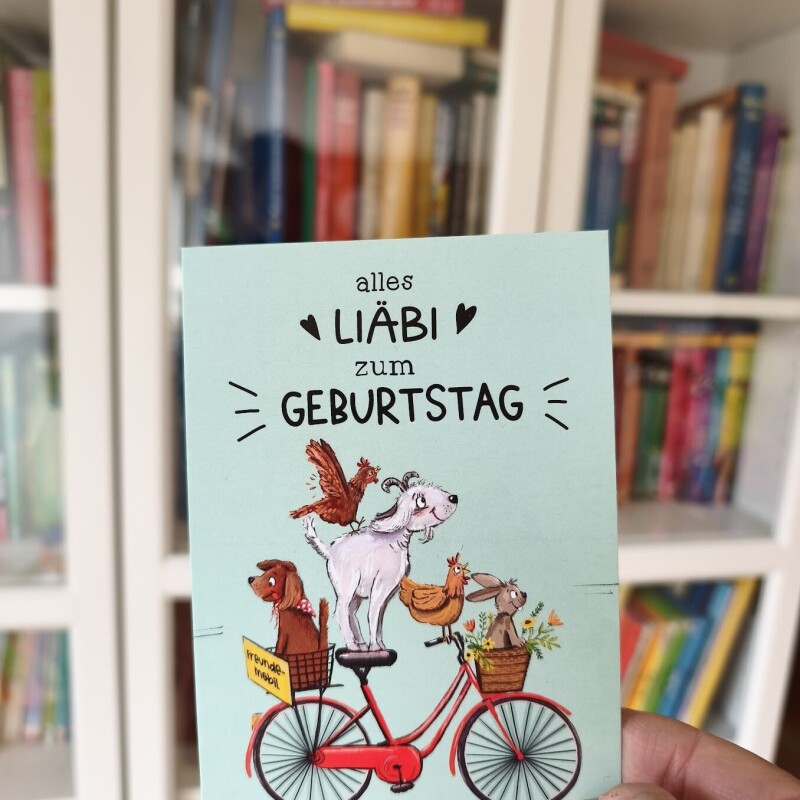 alles
LIÄBI
zum
GEBURTSTAG
Freunde-
mobil